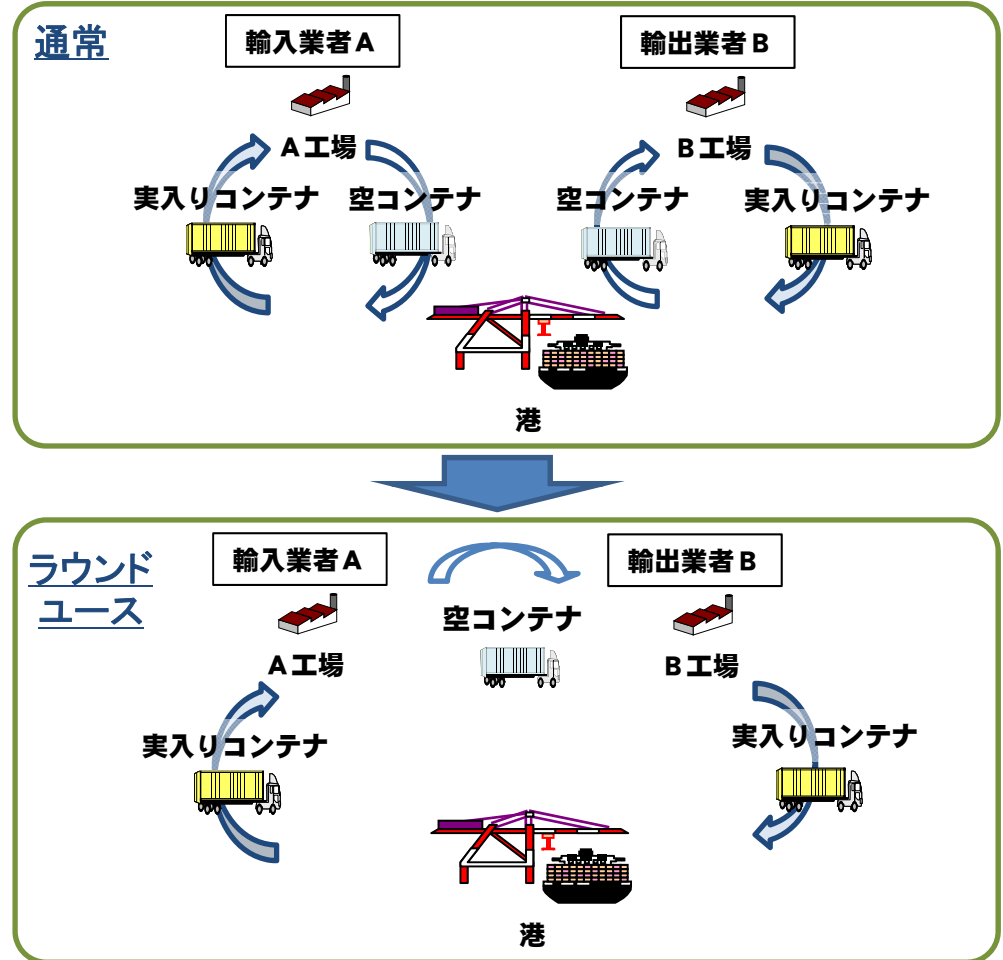 通常
輸入業者A
輸出業者B
A工場
B工場
実入りコンテナ
空コンテナ
空コンテナ
実入りコンテナ
港
ラウンド
ユース
輸入業者A
輸出業者B
空コンテナ
A工場
B工場
実入りコンテナ
実入りコンテナ
港